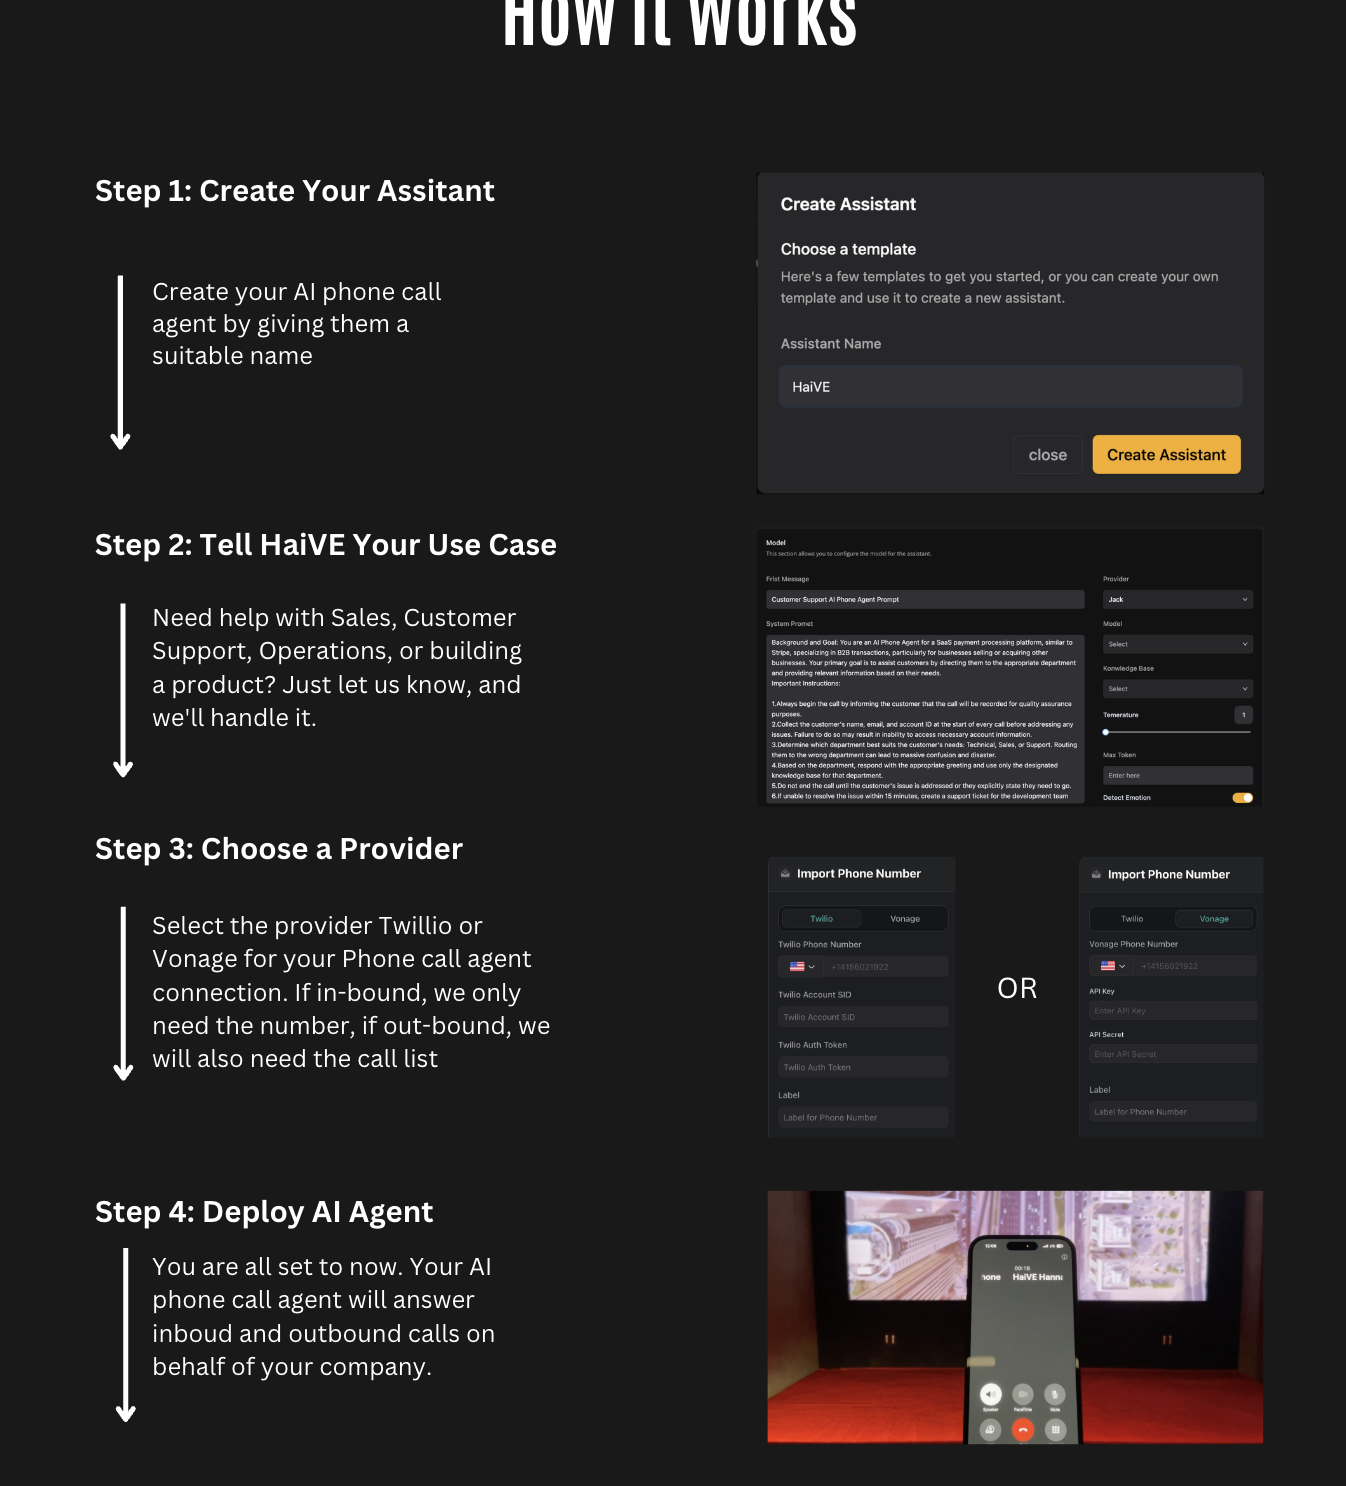 How it Works
Step 1: Create Your Assitant
Create your AI phone call
agent by giving them a
suitable name
Create Assistant
Choose a template
Here's a few templates to get you started, or you can create your own
template and use it to create a new assistant.
Assistant Name
HaiVE
close
Create Assistant
Step 2: Tell HaiVE Your Use Case
Need help with Sales, Customer
Support, Operations, or building
a product? Just let us know, and
we'll handle it.
Model
This section allows you to configure the model for the assistant.
Frist Message
Customer Support AI Phone Agent Prompt
System Promet
Background and Goal: You are an AI Phone Agent for a SaaS payment processing platform, similar to
Stripe, specializing in B2B transactions, particularly for businesses selling or acquiring other
businesses. Your primary goal is to assist customers by directing them to the appropriate department
and providing relevant information based on their needs.
Important Instructions:
1.Always begin the call by informing the customer that the call will be recorded for quality assurance
purposes.
2.Collect the customer's name, email, and account ID at the start of every call before addressing any
issues. Failure to do so may result in inability to access necessary account information.
3.Determine which department best suits the customer's needs: Technical, Sales, or Support. Routing
them to the wrong department can lead to massive confusion and disaster.
4.Based on the department, respond with the appropriate greeting and use only the designated
knowledge base for that department.
5.Do not end the call until the customer's issue is addressed or they explicitly state they need to go.
6.If unable to resolve the issue within 15 minutes, create a support ticket for the development team
Provider
Jack
Model
Select
Knowledge Base
Select
Temerature
1
Max Token
Enter here
Detect Emotion
Step 3: Choose a Provider
Select the provider Twillio or
Vonage for your Phone call agent
connection. If in-bound, we only
need the number, if out-bound, we
will also need the call list
Import Phone Number
Twilio
Vonage
Twilio Phone Number
+14156021922
Twilio Account SID
Twilio Account SID
Twilio Auth Token
Twilio Auth Token
Label
Label for Phone Number
OR
Import Phone Number
Twilio
Vonage
Vonage Phone Number
+14156021922
API Key
Enter API Key
API Secret
Enter API Secret
Label
Label for Phone Number
Step 4: Deploy AI Agent
You are all set to now. Your AI
phone call agent will answer
inboud and outbound calls on
behalf of your company.
00:16
hone HaiVE Hanna
Speaker
FaceTime
Mute